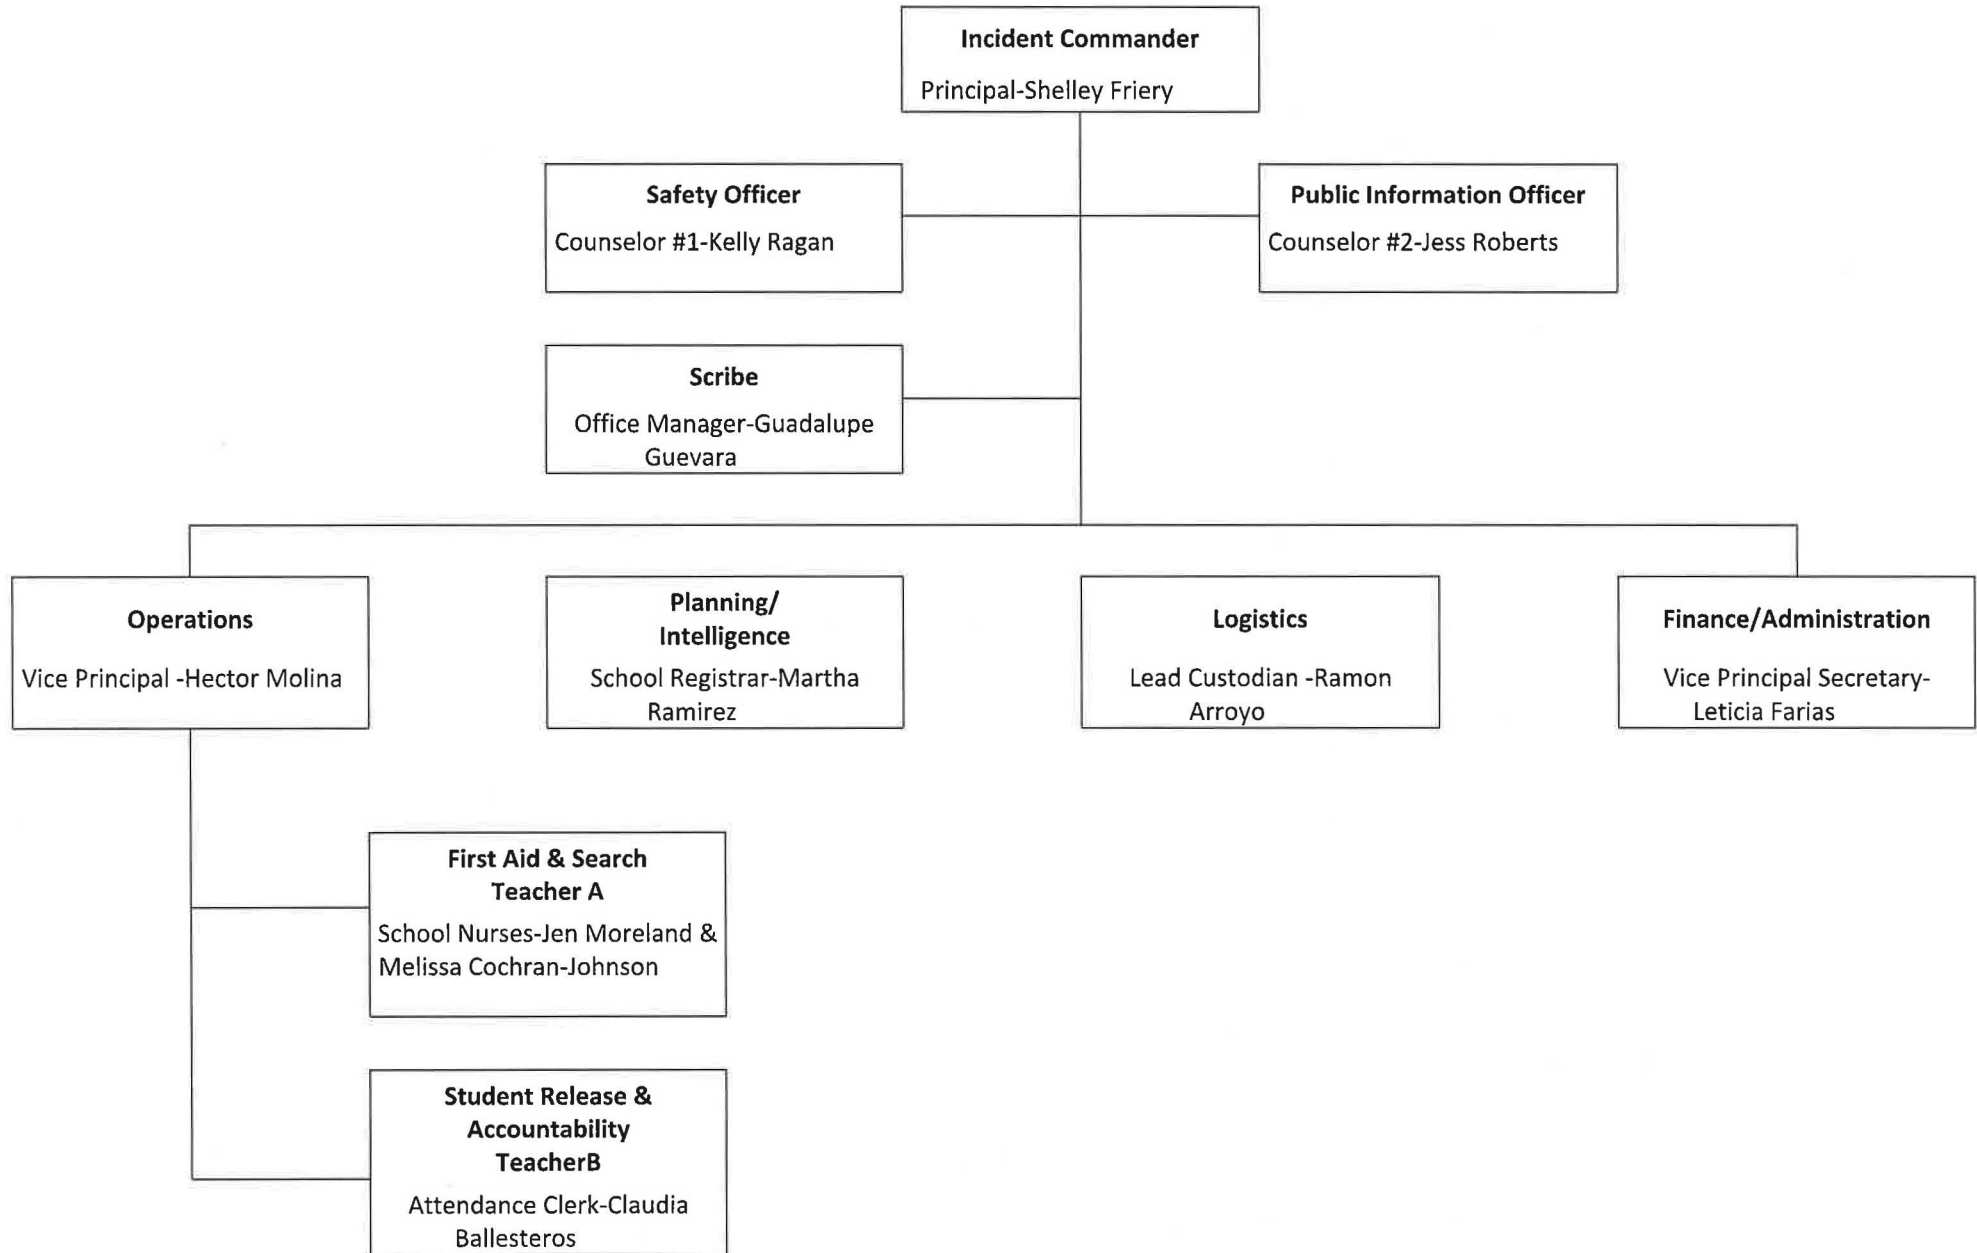 Incident Commander
Principal-Shelley Friery
Safety Officer
Counselor #1-Kelly Ragan
Public Information Officer
Counselor #2-Jess Roberts
Scribe
Office Manager-Guadalupe
Guevara
Operations
Vice Principal -Hector Molina
Planning/
Intelligence
School Registrar-Martha
Ramirez
Logistics
Lead Custodian -Ramon
Arroyo
Finance/Administration
Vice Principal Secretary-
Leticia Farias
First Aid & Search
Teacher A
School Nurses-Jen Moreland &
Melissa Cochran-Johnson
Student Release &
Accountability
TeacherB
Attendance Clerk-Claudia
Ballesteros